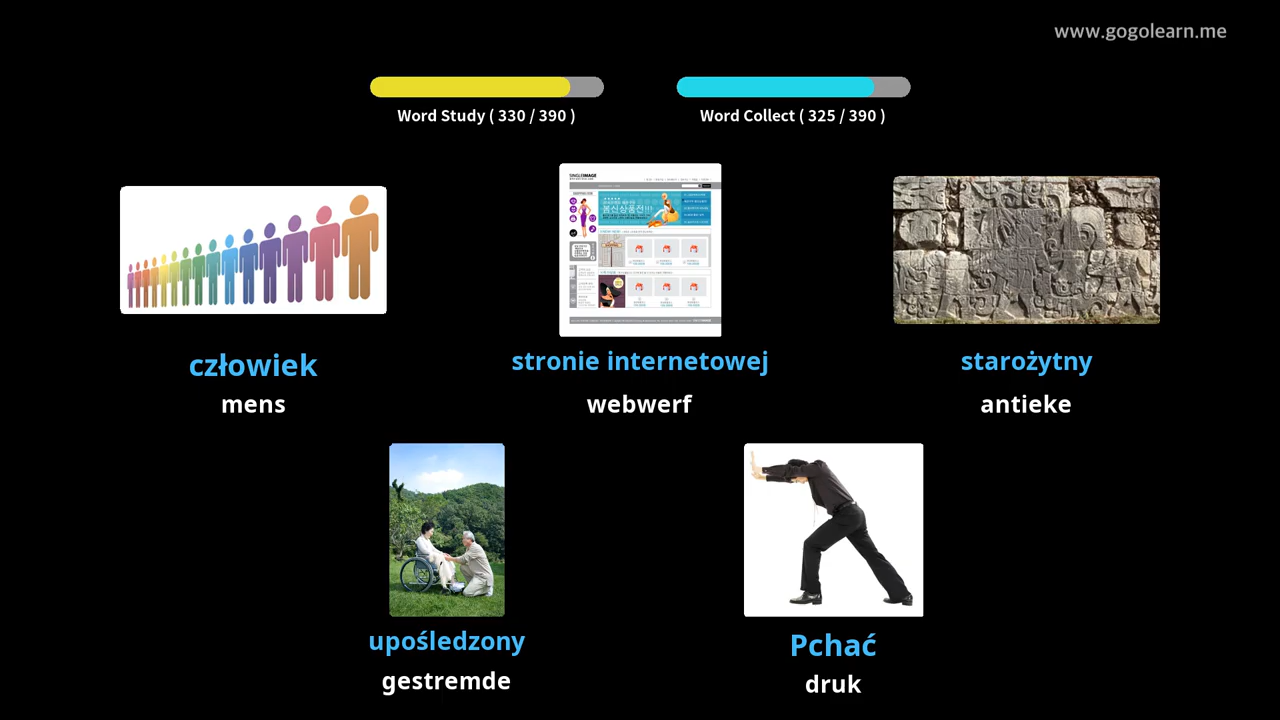 www.gogolearn.me
Word Study ( 330 / 390 )
Word Collect ( 325 / 390 )
człowiek
mens
stronie internetowej
webwerf
starożytny
antieke
upośledzony
gestremde
Pchać
druk